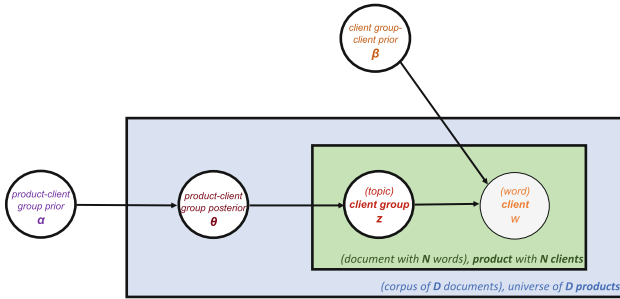 client group-
client prior
β
product-client
group prior
α
product-client
group posterior
θ
(topic)
client group
z
(word)
client
w
(document with N words), product with N clients
(corpus of D documents), universe of D products